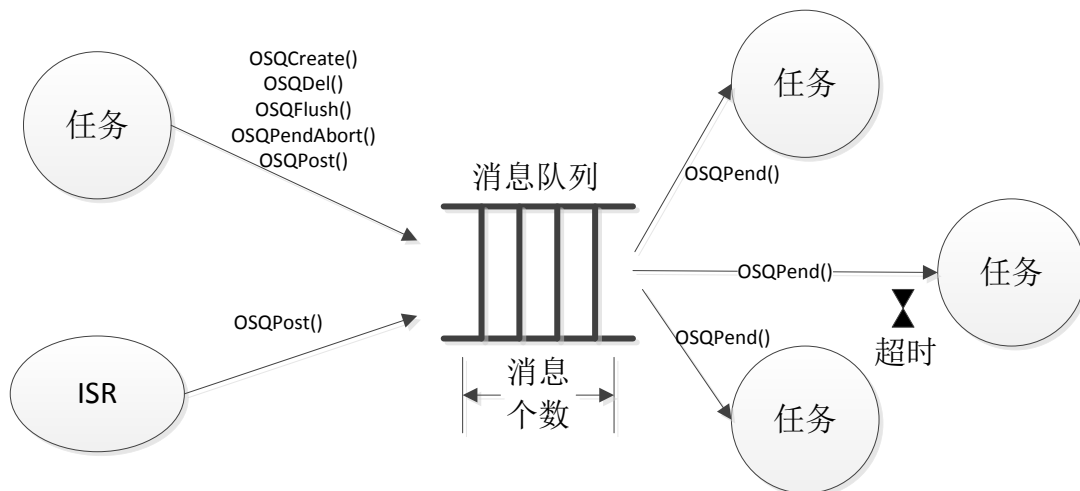 任务
OSQCreate()
OSQDel()
OSQFlush()
OSQPendAbort()
OSQPost()
ISR
OSQPost()
消息队列
消息
个数
OSQPend()
任务
OSQPend()
任务
超时
OSQPend()
任务